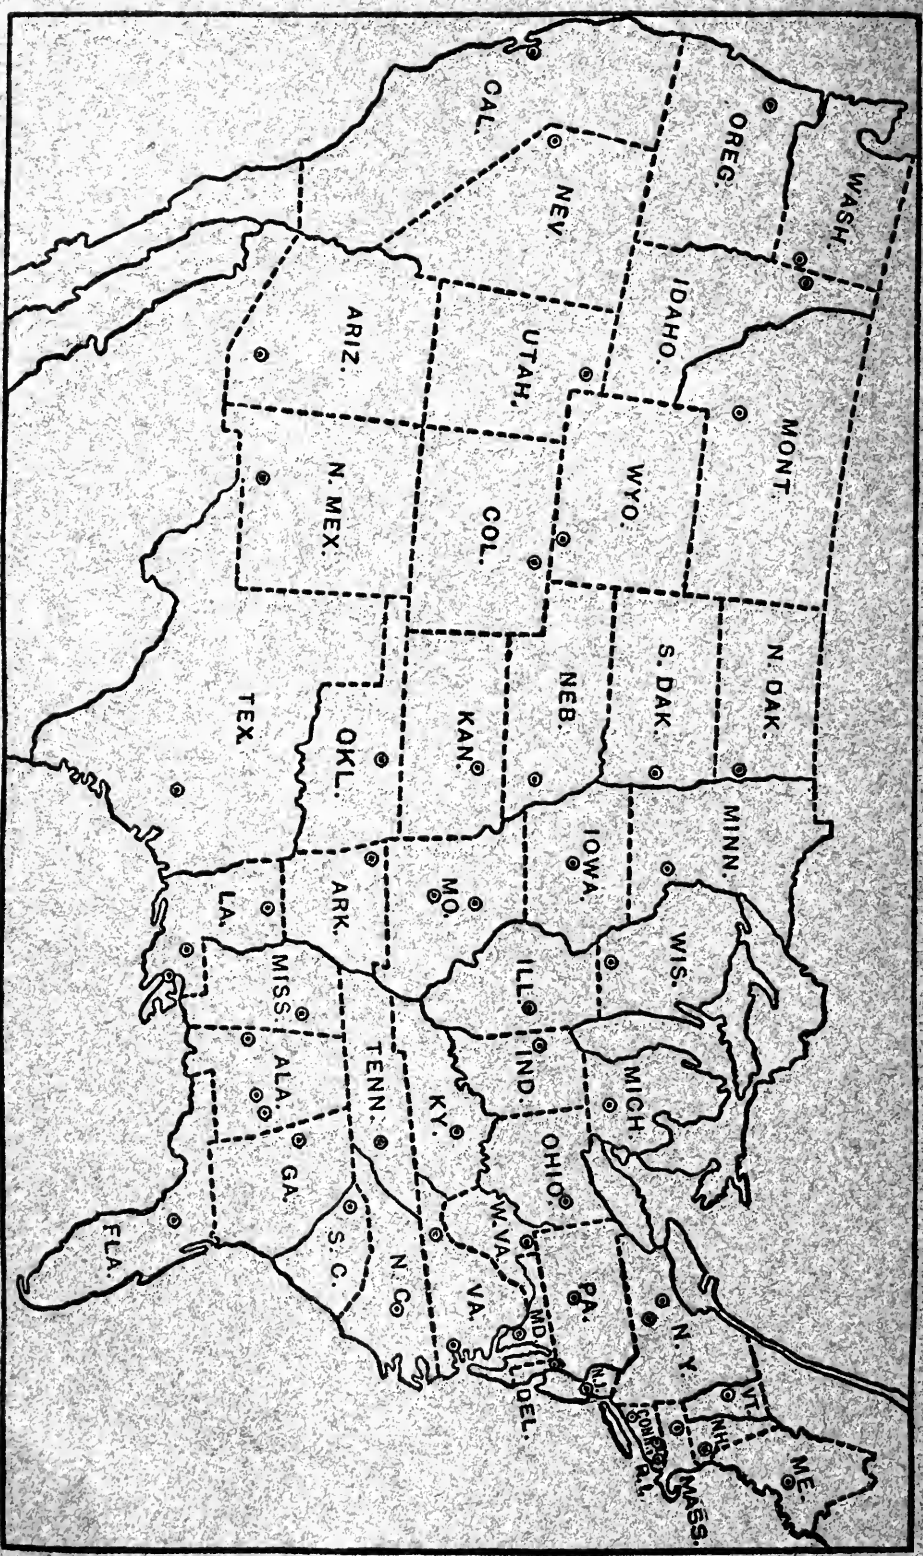 WASH.
OREG.
CAL.
NEV.
IDAHO.
MONT.
UTAH.
ARIZ.
WYO.
COL.
N. MEX.
N. DAK.
S. DAK.
NEB.
KAN.
OKL.
TEX.
MINN.
IOWA.
MO.
ARK.
LA.
WIS.
ILL.
MISS.
MICH.
IND.
KY.
TENN.
ALA.
OHIO.
GA.
FLA.
W. VA.
VA.
N. C.
S. C.
PA.
MD.
DEL.
N. J.
N. Y.
CONN.
R. I.
MASS.
VT.
N H.
ME.